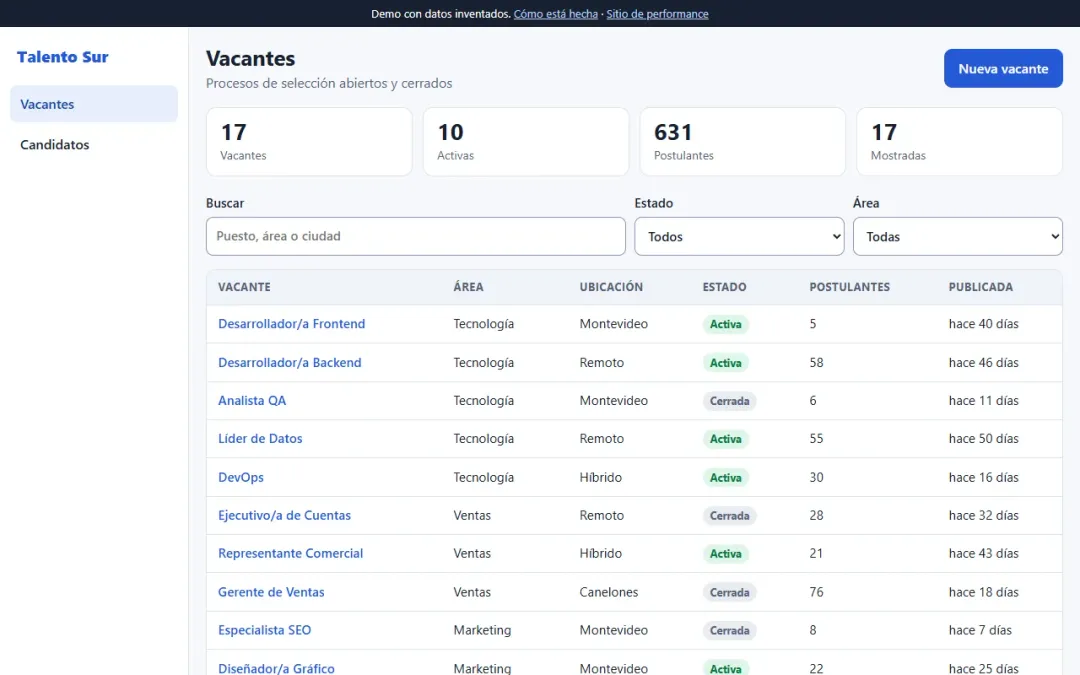 Demo con datos inventados. Cómo está hecha · Sitio de performance
Talento Sur
Vacantes
Candidatos
Vacantes
Procesos de selección abiertos y cerrados
Nueva vacante
17
Vacantes
10
Activas
631
Postulantes
17
Mostradas
Buscar
Puesto, área o ciudad
Estado
Todos
Área
Todas
VACANTE ÁREA UBICACIÓN ESTADO POSTULANTES PUBLICADA
Desarrollador/a Frontend Tecnología Montevideo Activa 5 hace 40 días
Desarrollador/a Backend Tecnología Remoto Activa 58 hace 46 días
Analista QA Tecnología Montevideo Cerrada 6 hace 11 días
Líder de Datos Tecnología Remoto Activa 55 hace 50 días
DevOps Tecnología Híbrido Activa 30 hace 16 días
Ejecutivo/a de Cuentas Ventas Remoto Cerrada 28 hace 32 días
Representante Comercial Ventas Híbrido Activa 21 hace 43 días
Gerente de Ventas Ventas Canelones Cerrada 76 hace 18 días
Especialista SEO Marketing Montevideo Cerrada 8 hace 7 días
Diseñador/a Gráfico Marketing Montevideo Activa 22 hace 25 días